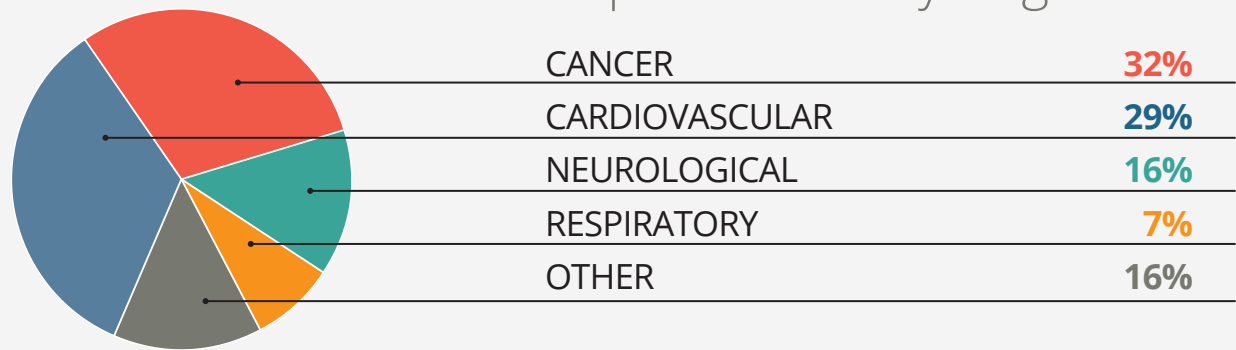 CANCER 32%
CARDIOVASCULAR 29%
NEUROLOGICAL 16%
RESPIRATORY 7%
OTHER 16%